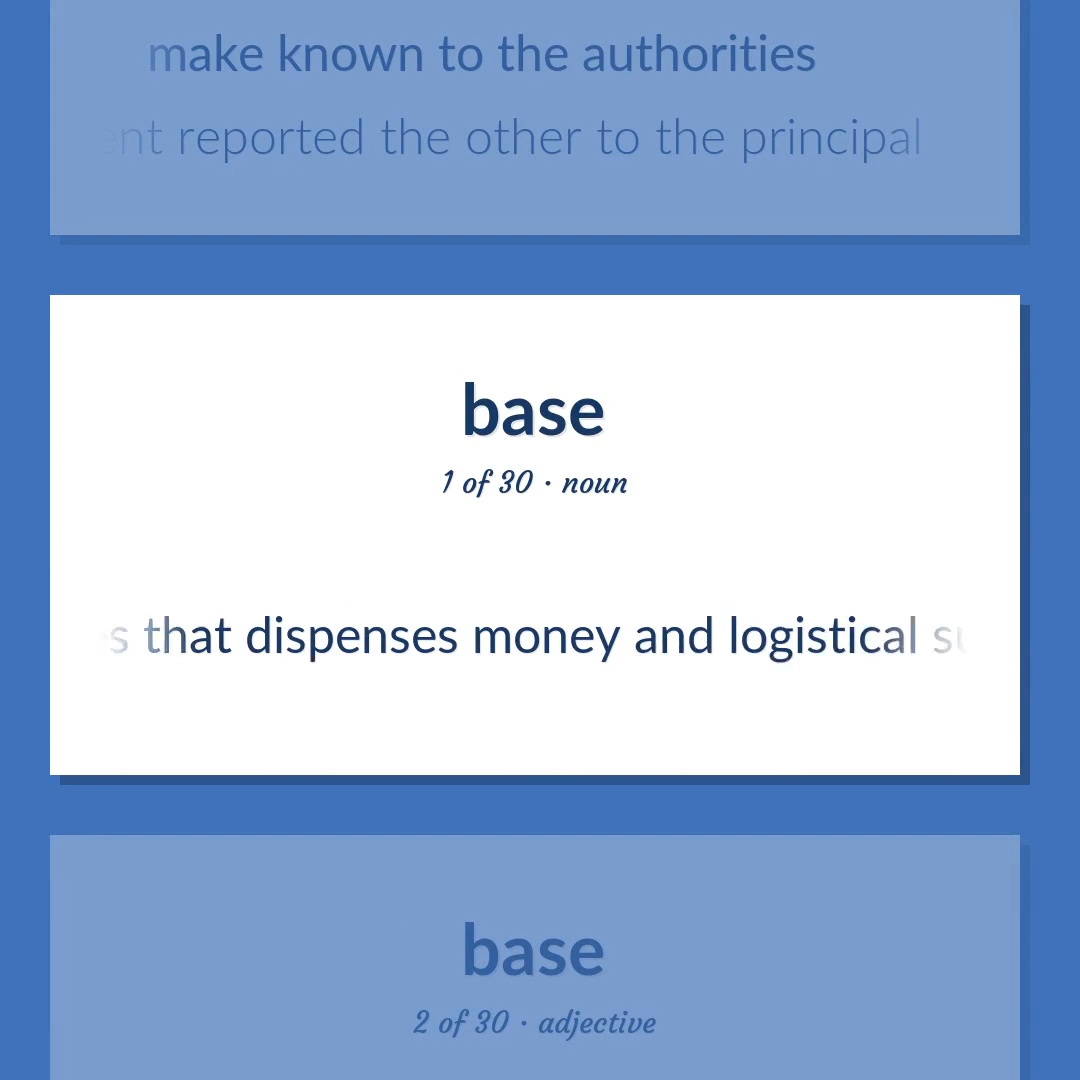 make known to the authorities
reported the other to the principal
base
1 of 30 · noun
that dispenses money and logistical
base
2 of 30 · adjective